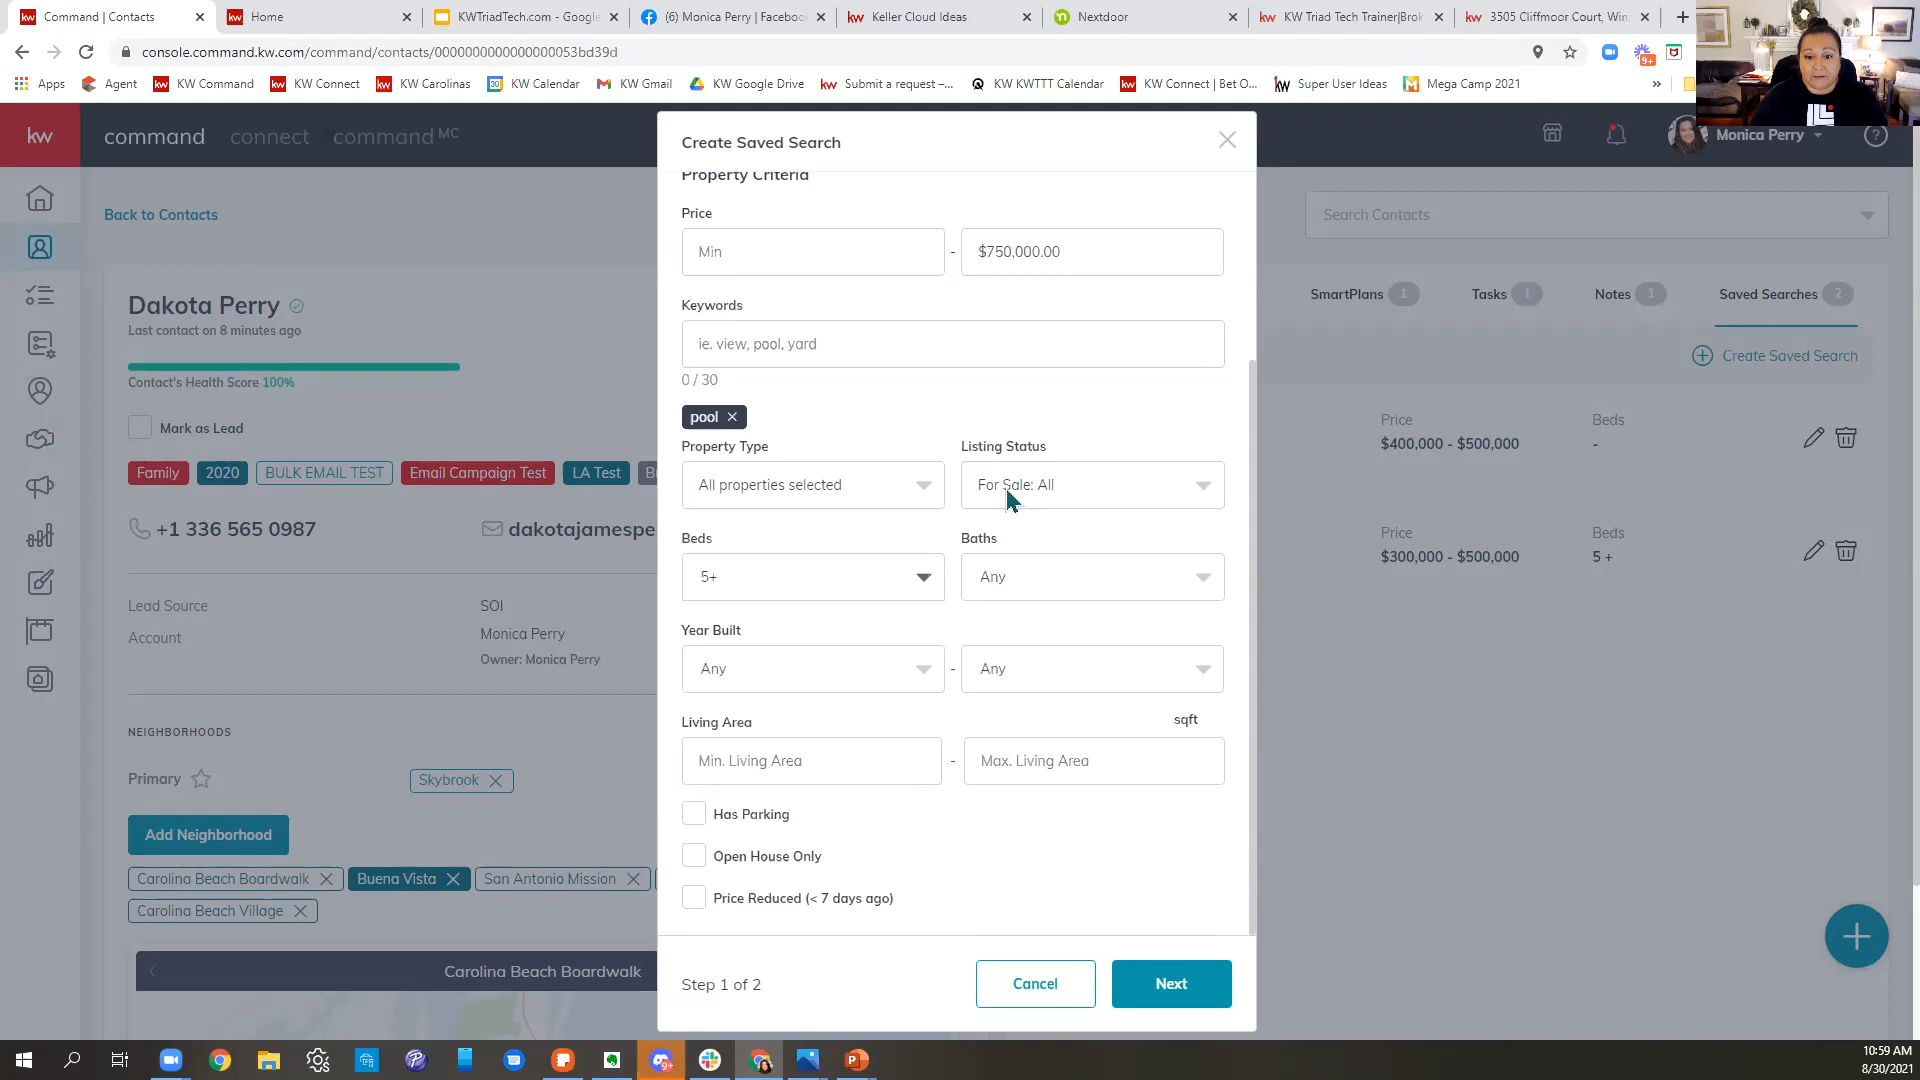 Command | Contacts
Home
KWTriadTech.com - Google
(6) Monica Perry | Faceboo
Keller Cloud Ideas
Nextdoor
KW Triad Tech Trainer|Brok
3505 Cliffmoor Court, Win
console.command.kw.com/command/contacts/0000000000000000053bd39d
Apps
Agent
KW Command
KW Connect
KW Carolinas
KW Calendar
KW Gmail
KW Google Drive
Submit a request –...
KW KWTTT Calendar
KW Connect | Bet O...
Super User Ideas
Mega Camp 2021
kw
command
connect
command MC
Monica Perry
Back to Contacts
Search Contacts
Dakota Perry
Last contact on 8 minutes ago
Contact's Health Score 100%
Mark as Lead
Family
2020
BULK EMAIL TEST
Email Campaign Test
LA Test
+1 336 565 0987
dakotajamespe
Lead Source
SOI
Account
Monica Perry
Owner: Monica Perry
NEIGHBORHOODS
Primary
Skybrook
Add Neighborhood
Carolina Beach Boardwalk
Buena Vista
San Antonio Mission
Carolina Beach Village
Carolina Beach Boardwalk
Create Saved Search
Property Criteria
Price
Min
-
$750,000.00
Keywords
ie. view, pool, yard
0 / 30
pool
Property Type
Listing Status
All properties selected
For Sale: All
Beds
Baths
5+
Any
Year Built
Any
-
Any
Living Area
sqft
Min. Living Area
-
Max. Living Area
Has Parking
Open House Only
Price Reduced (< 7 days ago)
Step 1 of 2
Cancel
Next
SmartPlans 1
Tasks 1
Notes 1
Saved Searches 2
Create Saved Search
Price
Beds
$400,000 - $500,000
-
Price
Beds
$300,000 - $500,000
5 +
10:59 AM
8/30/2021